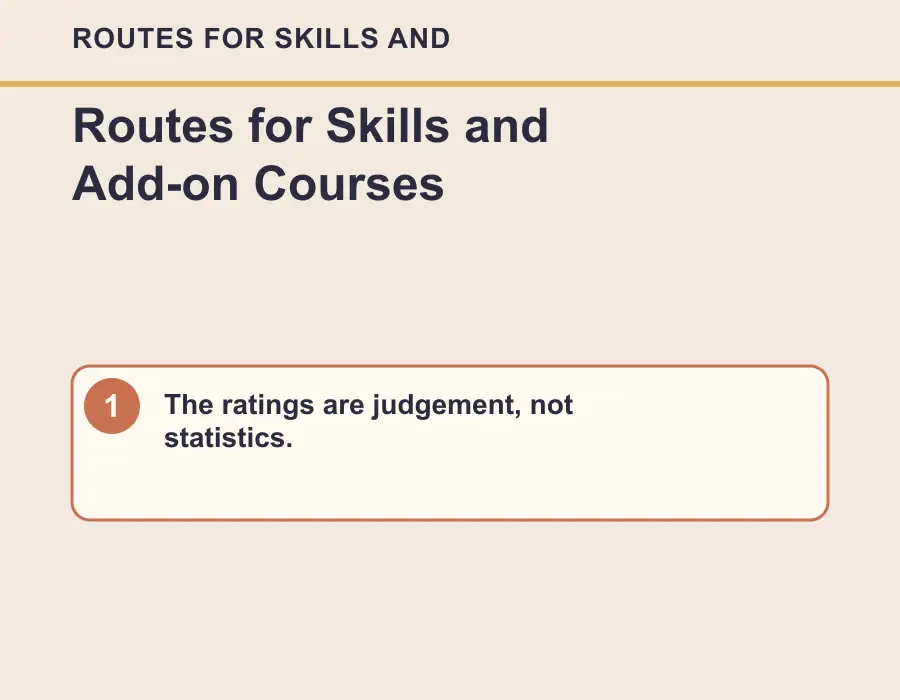 ROUTES FOR SKILLS AND
Routes for Skills and
Add-on Courses
1
The ratings are judgement, not
statistics.